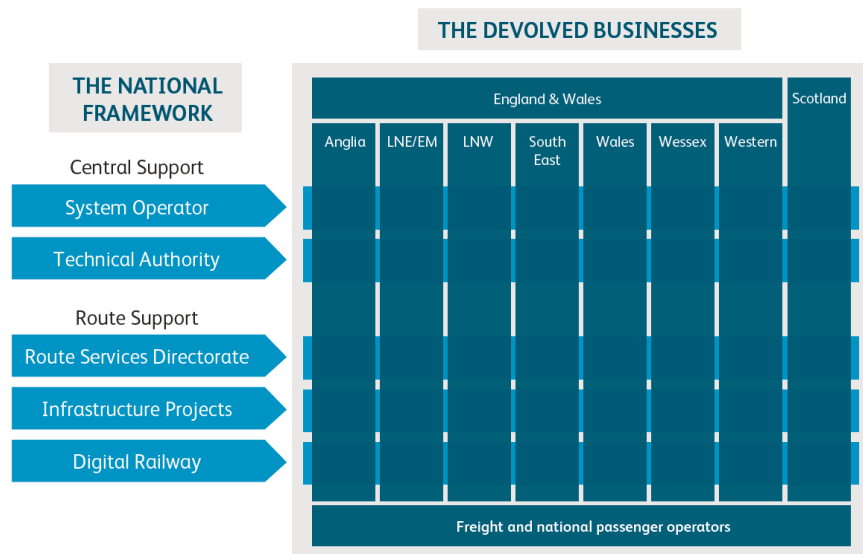 THE DEVOLVED BUSINESSES
THE NATIONAL
FRAMEWORK
England & Wales
Scotland
Anglia
LNE/EM
LNW
South
East
Wales
Wessex
Western
Central Support
System Operator
Technical Authority
Route Support
Route Services Directorate
Infrastructure Projects
Digital Railway
Freight and national passenger operators